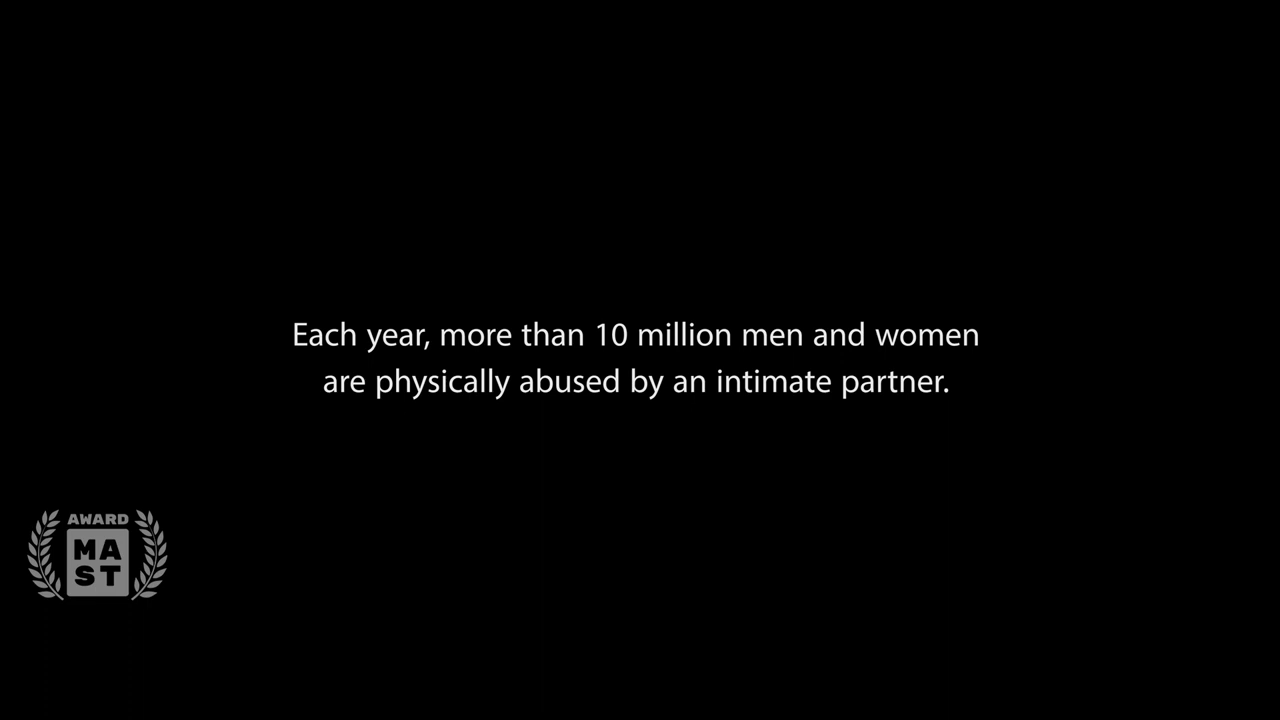 Each year, more than 10 million men and women
are physically abused by an intimate partner.
AWARD
MA
ST